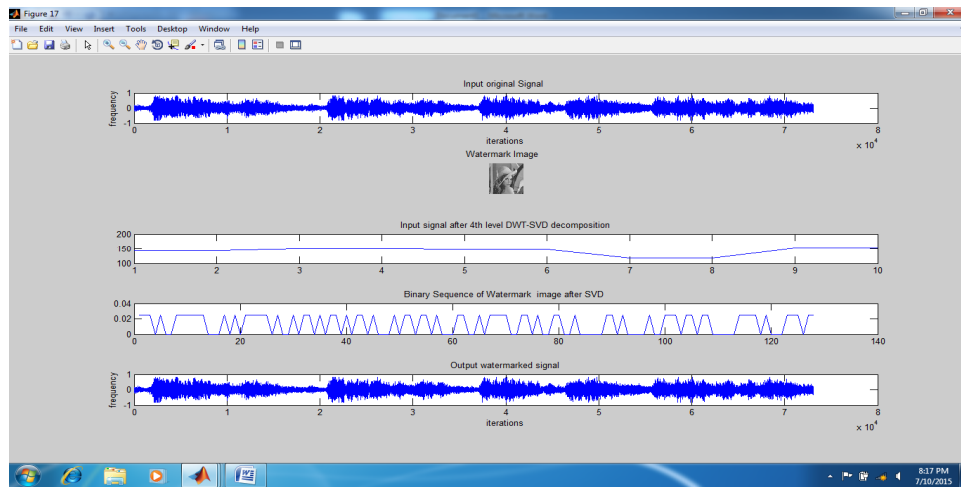 Figure 17
File Edit View Insert Tools Desktop Window Help
Input original Signal
frequency
1
0
-1
0 1 2 3 4 5 6 7 8
iterations
x 10^4
Watermark Image
Input signal after 4th level DWT-SVD decomposition
200
150
100
1 2 3 4 5 6 7 8 9 10
Binary Sequence of Watermark image after SVD
0.04
0.02
0
0 20 40 60 80 100 120 140
Output watermarked signal
frequency
1
0
-1
0 1 2 3 4 5 6 7 8
iterations
x 10^4
8:17 PM
7/10/2015